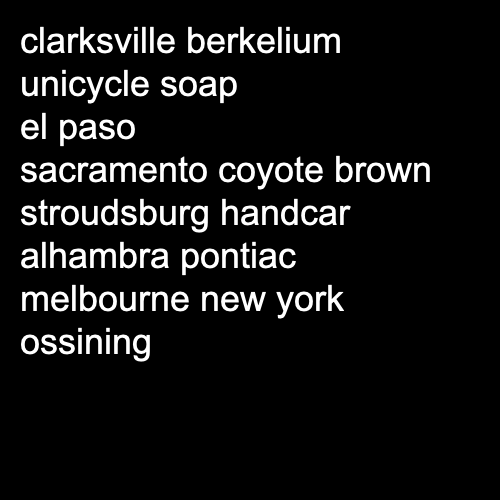 clarksville berkelium
unicycle soap
el paso
sacramento coyote brown
stroudsburg handcar
alhambra pontiac
melbourne new york
ossining